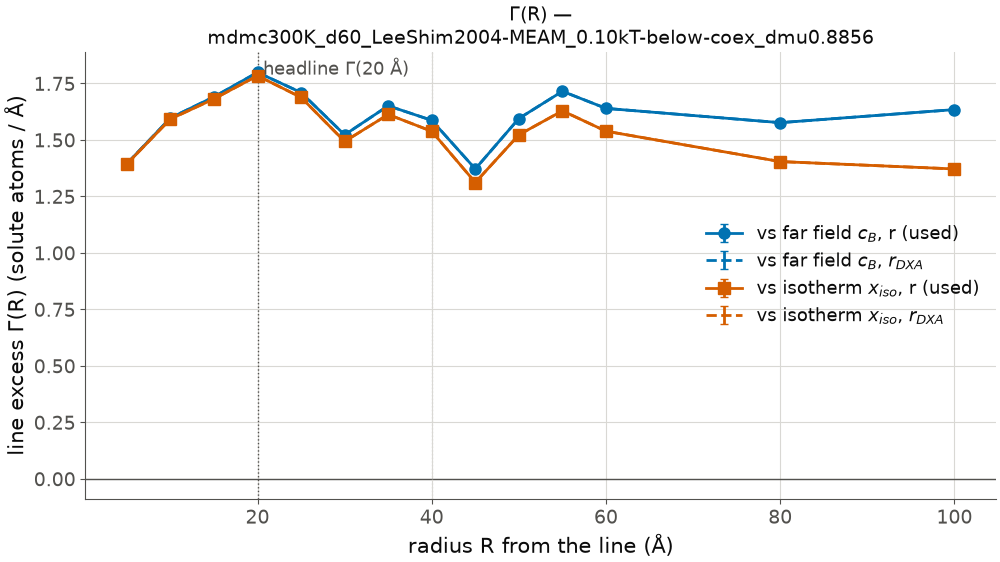 Γ(R) —
mdmc300K_d60_LeeShim2004-MEAM_0.10kT-below-coex_dmu0.8856
headline Γ(20 Å)
line excess Γ(R) (solute atoms / Å)
1.75
1.50
1.25
1.00
0.75
0.50
0.25
0.00
vs far field c_B, r (used)
vs far field c_B, r_DXA
vs isotherm x_iso, r (used)
vs isotherm x_iso, r_DXA
20 40 60 80 100
radius R from the line (Å)